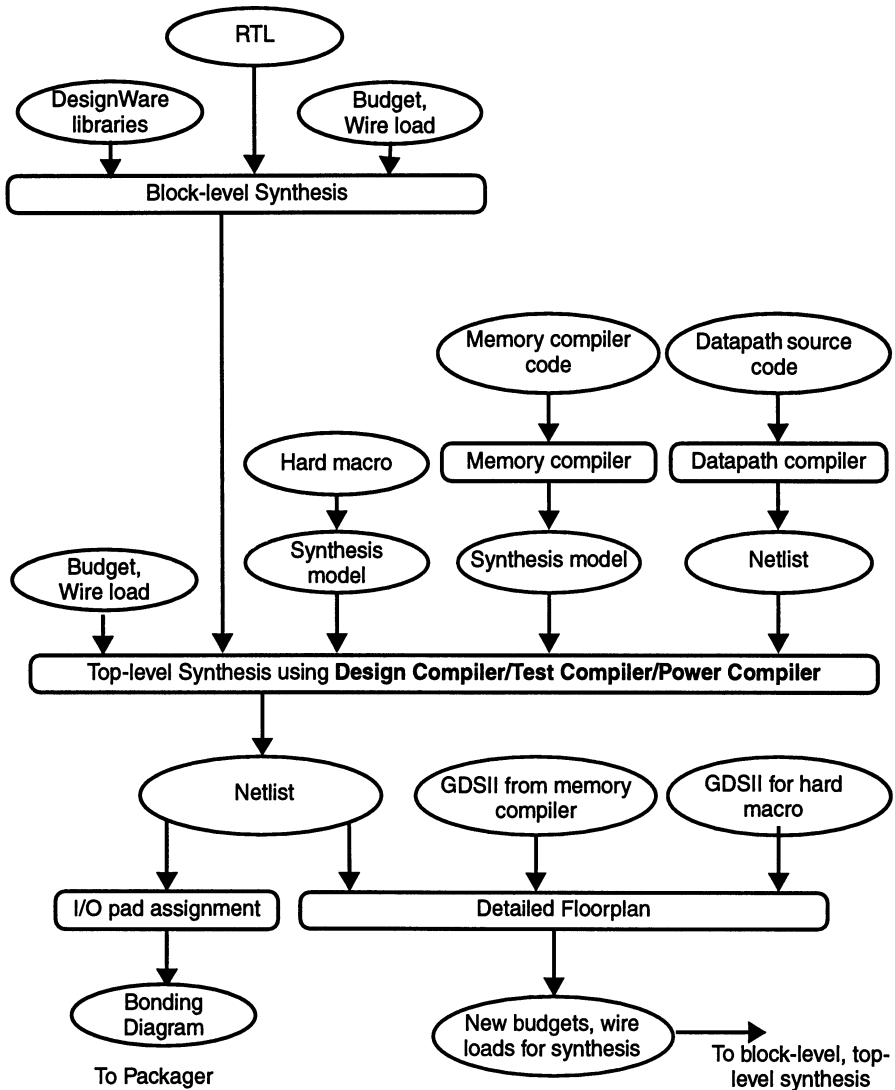 RTL
DesignWare
libraries
Budget,
Wire load
Block-level Synthesis
Memory compiler
code
Datapath source
code
Hard macro
Memory compiler
Datapath compiler
Synthesis
model
Synthesis model
Netlist
Budget,
Wire load
Top-level Synthesis using Design Compiler/Test Compiler/Power Compiler
Netlist
GDSII from memory
compiler
GDSII for hard
macro
I/O pad assignment
Detailed Floorplan
Bonding
Diagram
New budgets, wire
loads for synthesis
To Packager
To block-level, top-
level synthesis